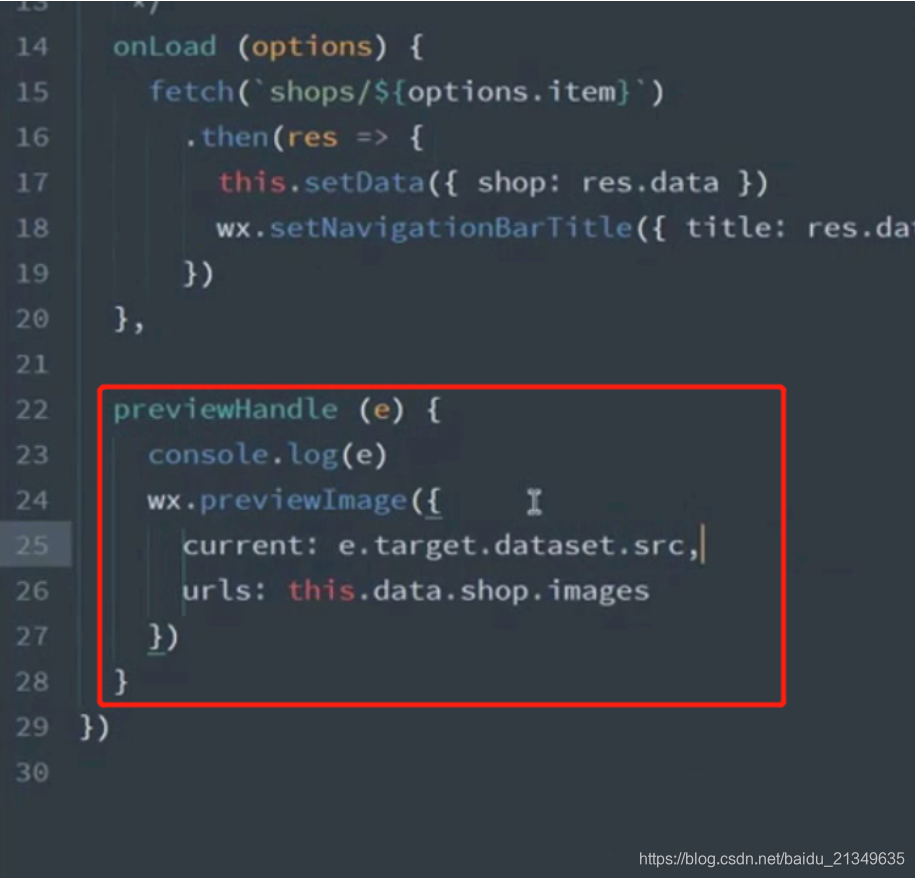 13 */
14 onLoad (options) {
15 fetch(`shops/${options.item}`)
16 .then(res => {
17 this.setData({ shop: res.data })
18 wx.setNavigationBarTitle({ title: res.da
19 })
20 },
21
22 previewHandle (e) {
23 console.log(e)
24 wx.previewImage({
25 current: e.target.dataset.src,
26 urls: this.data.shop.images
27 })
28 }
29 })
30
https://blog.csdn.net/baidu_21349635